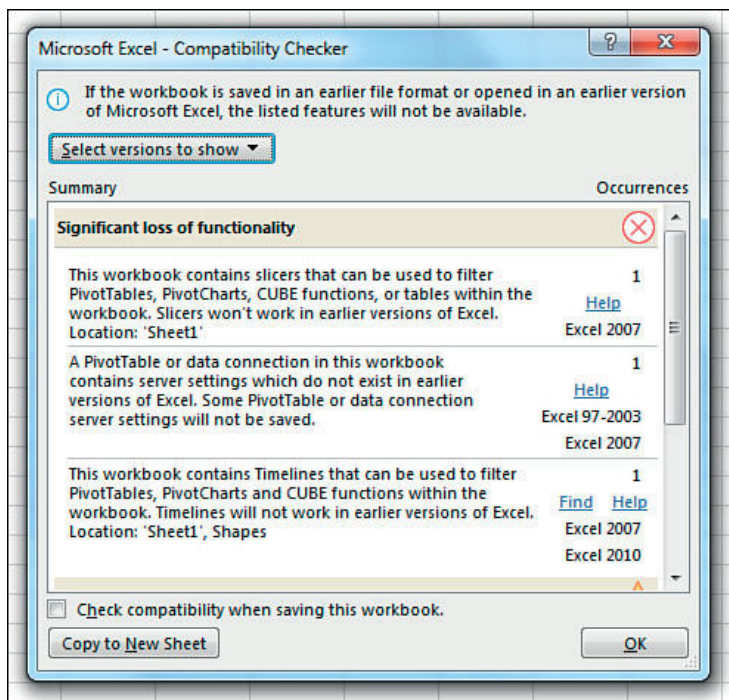 Microsoft Excel - Compatibility Checker
?
If the workbook is saved in an earlier file format or opened in an earlier version
of Microsoft Excel, the listed features will not be available.
Select versions to show
Summary Occurrences
Significant loss of functionality
This workbook contains slicers that can be used to filter 1
PivotTables, PivotCharts, CUBE functions, or tables within the Help
workbook. Slicers won't work in earlier versions of Excel.
Location: 'Sheet1' Excel 2007
A PivotTable or data connection in this workbook 1
contains server settings which do not exist in earlier Help
versions of Excel. Some PivotTable or data connection
server settings will not be saved. Excel 97-2003
Excel 2007
This workbook contains Timelines that can be used to filter 1
PivotTables, PivotCharts and CUBE functions within the
workbook. Timelines will not work in earlier versions of Excel. Find Help
Location: 'Sheet1', Shapes Excel 2007
Excel 2010
Check compatibility when saving this workbook.
Copy to New Sheet OK